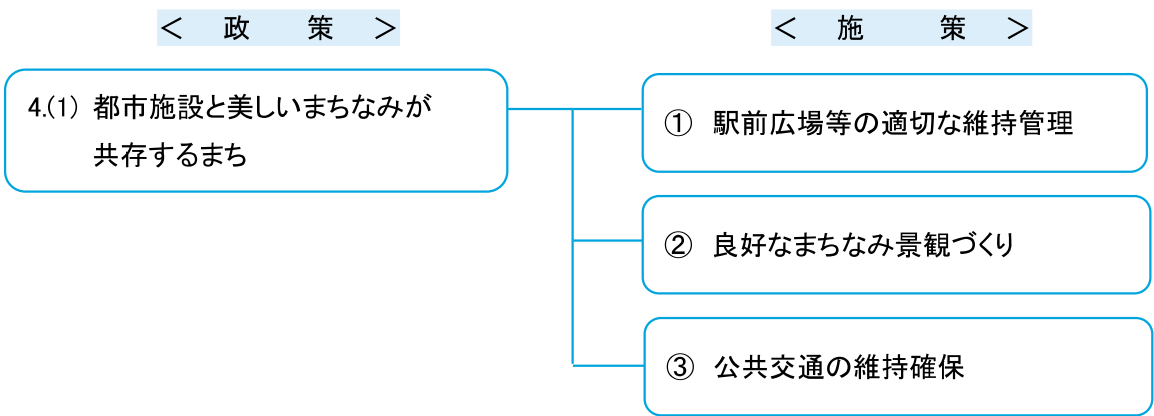 ＜　政　策　＞
＜　施　策　＞
4.(1) 都市施設と美しいまちなみが
共存するまち
① 駅前広場等の適切な維持管理
② 良好なまちなみ景観づくり
③ 公共交通の維持確保